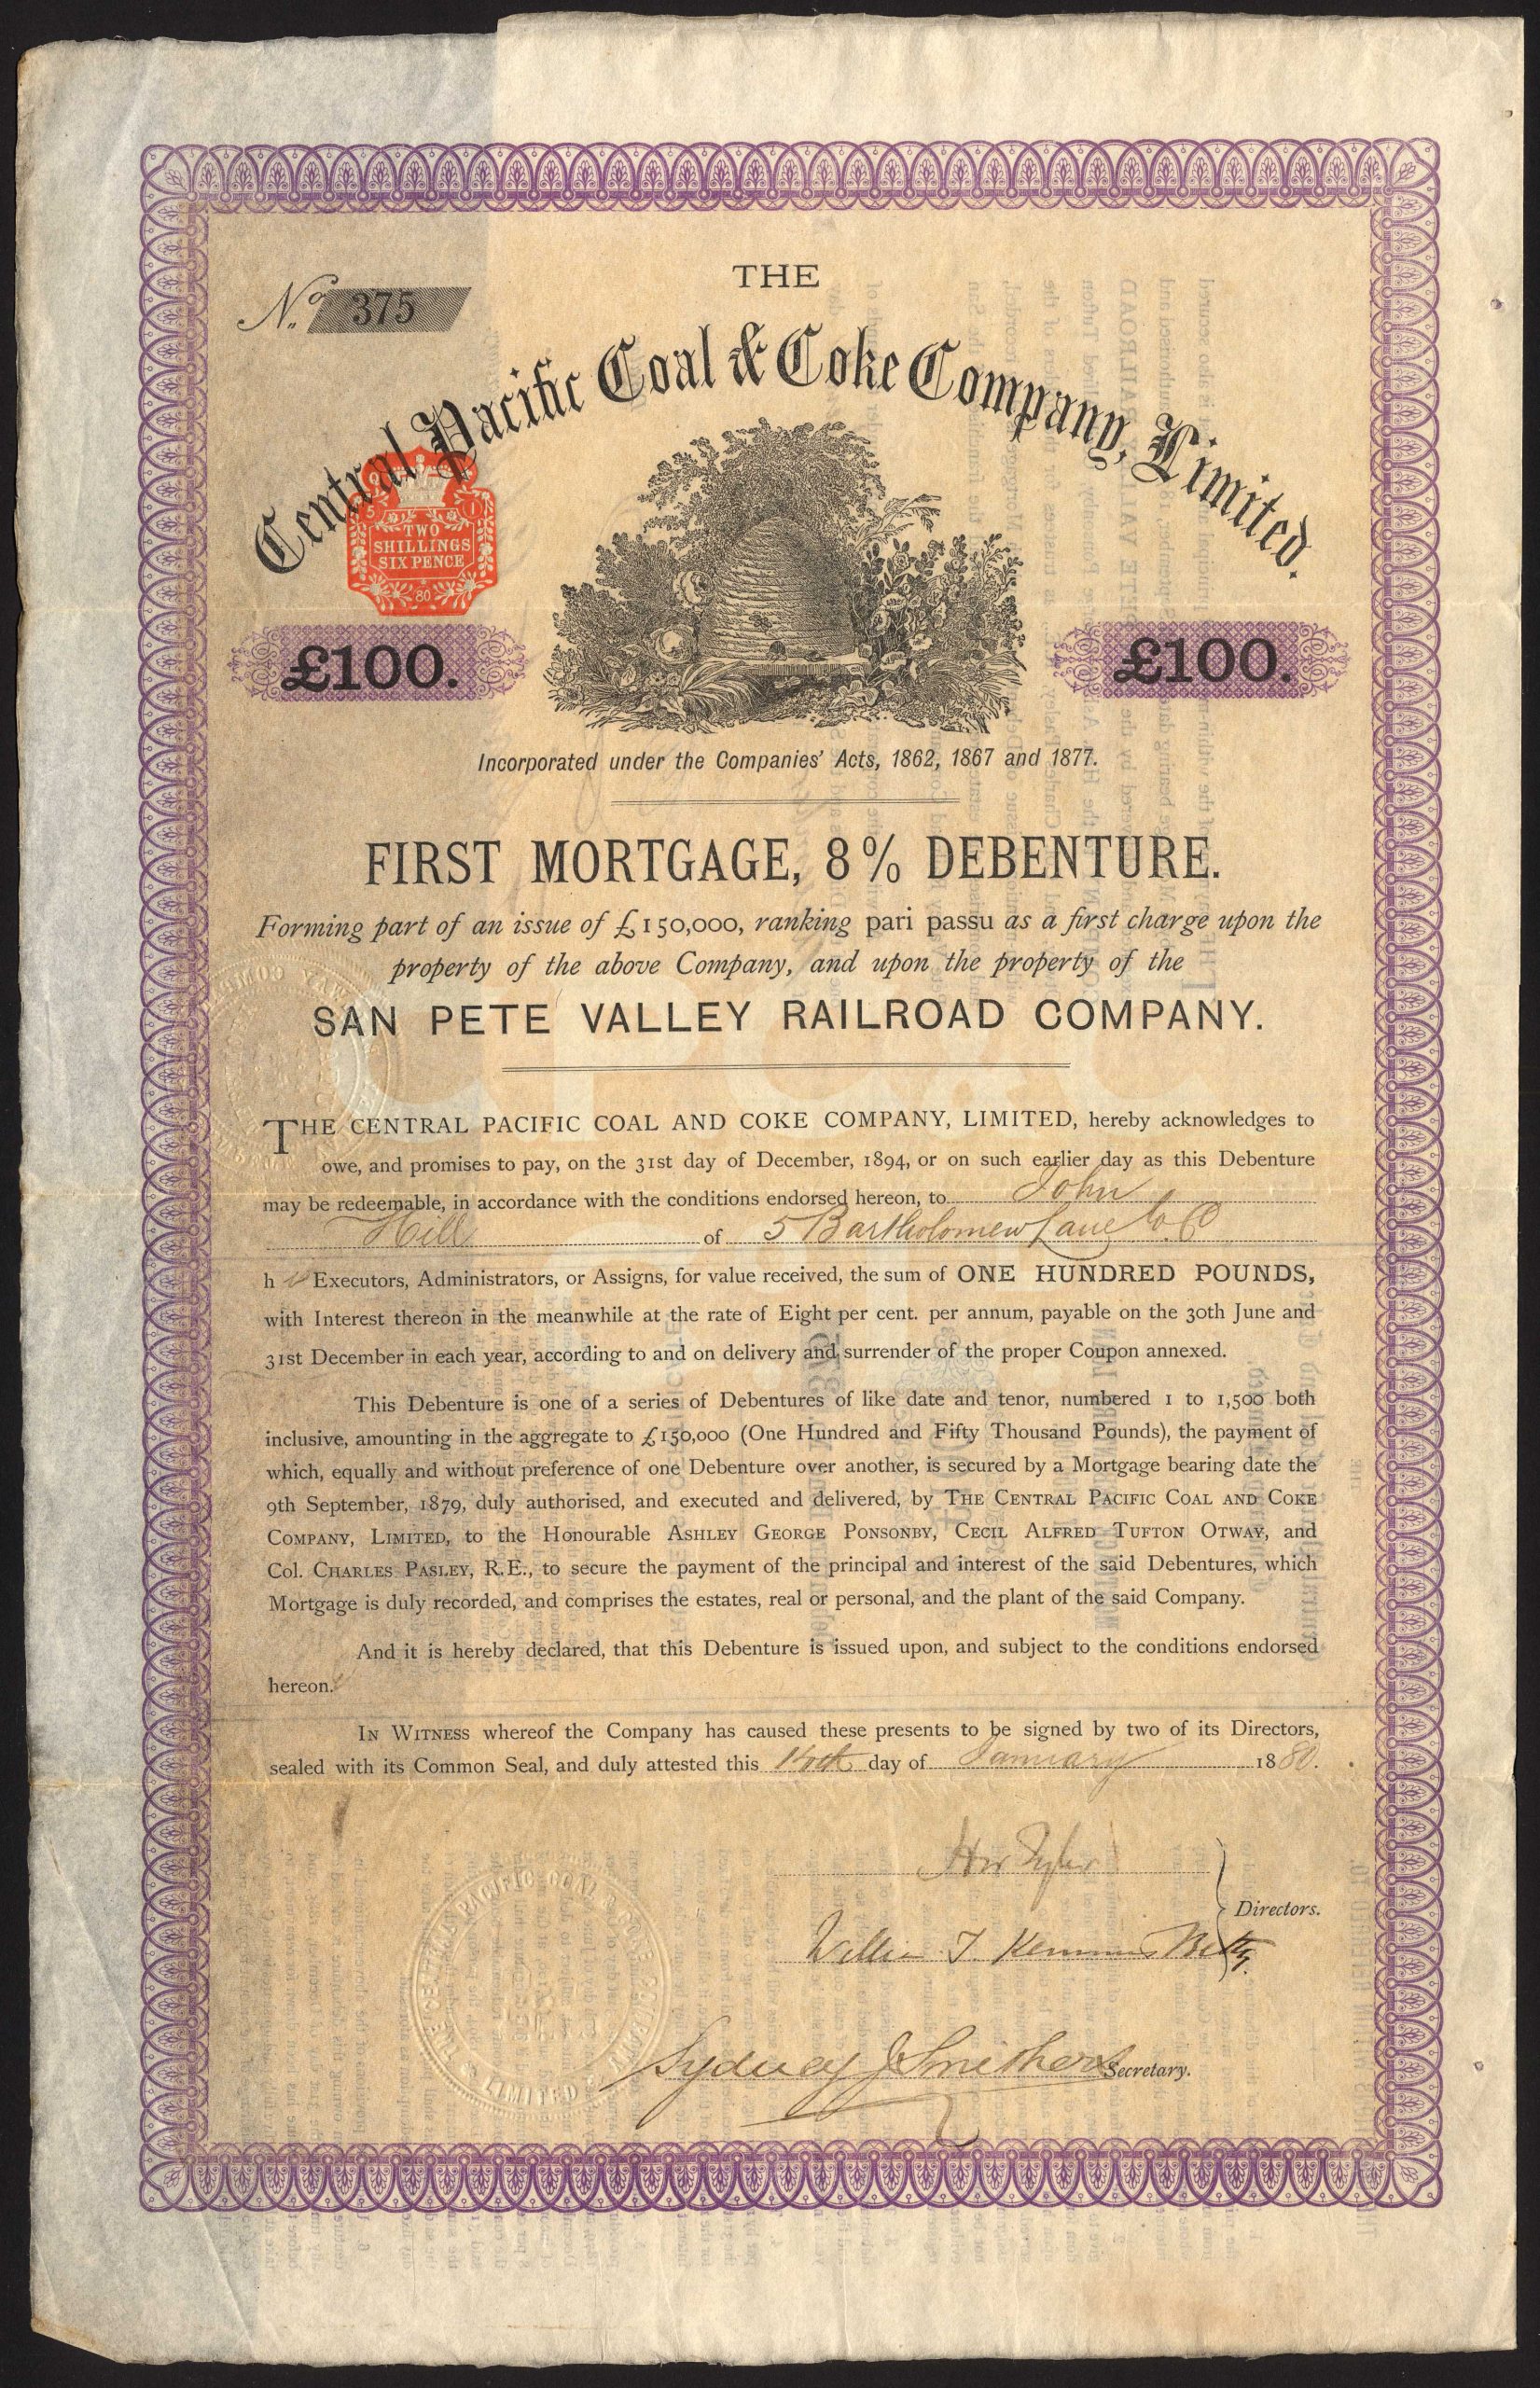 THE
Central Pacific Coal & Coke Company, Limited.
No. 375
TWO
SHILLINGS
SIX PENCE
80
£100. £100.
Incorporated under the Companies' Acts, 1862, 1867 and 1877.
FIRST MORTGAGE, 8% DEBENTURE.
Forming part of an issue of £150,000, ranking pari passu as a first charge upon the
property of the above Company, and upon the property of the
SAN PETE VALLEY RAILROAD COMPANY.
THE CENTRAL PACIFIC COAL AND COKE COMPANY, LIMITED, hereby acknowledges to
owe, and promises to pay, on the 31st day of December, 1894, or on such earlier day as this Debenture
may be redeemable, in accordance with the conditions endorsed hereon, to John
Hill of 5 Bartholomew Lane
h Executors, Administrators, or Assigns, for value received, the sum of ONE HUNDRED POUNDS,
with Interest thereon in the meanwhile at the rate of Eight per cent. per annum, payable on the 30th June and
31st December in each year, according to and on delivery and surrender of the proper Coupon annexed.
This Debenture is one of a series of Debentures of like date and tenor, numbered 1 to 1,500 both
inclusive, amounting in the aggregate to £150,000 (One Hundred and Fifty Thousand Pounds), the payment of
which, equally and without preference of one Debenture over another, is secured by a Mortgage bearing date the
9th September, 1879, duly authorised, and executed and delivered, by THE CENTRAL PACIFIC COAL AND COKE
COMPANY, LIMITED, to the Honourable ASHLEY GEORGE PONSONBY, CECIL ALFRED TUFTON OTWAY, and
Col. CHARLES PASLEY, R.E., to secure the payment of the principal and interest of the said Debentures, which
Mortgage is duly recorded, and comprises the estates, real or personal, and the plant of the said Company.
And it is hereby declared, that this Debenture is issued upon, and subject to the conditions endorsed
hereon.
IN WITNESS whereof the Company has caused these presents to be signed by two of its Directors,
sealed with its Common Seal, and duly attested this day of January 1880.
Directors.
THE CENTRAL PACIFIC COAL & COKE COMPANY
LIMITED
Sydney J Smithers Secretary.